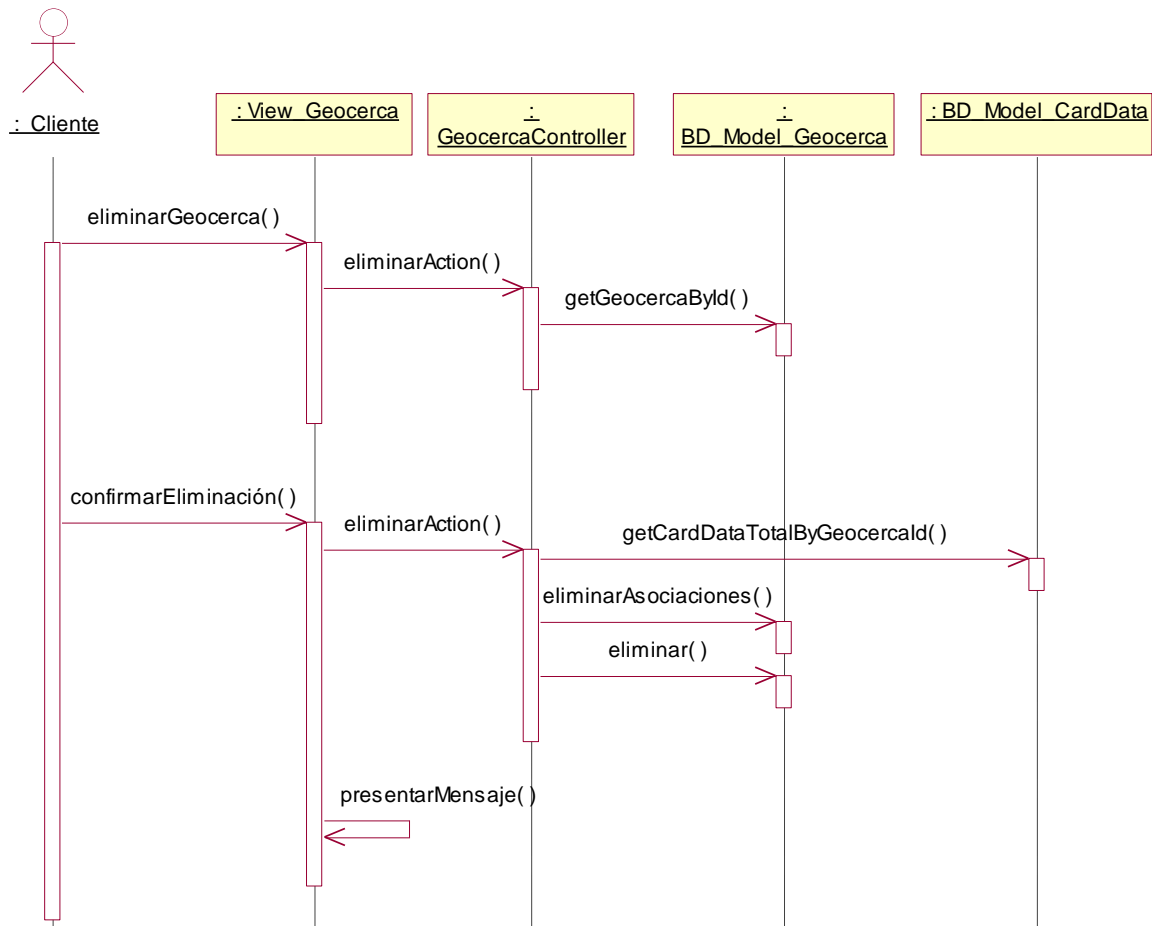 : Cliente
: View_Geocerca
:
GeocercaController
:
BD_Model_Geocerca
: BD_Model_CardData
eliminarGeocerca( )
eliminarAction( )
getGeocercaById( )
confirmarEliminación( )
eliminarAction( )
getCardDataTotalByGeocercaId( )
eliminarAsociaciones( )
eliminar( )
presentarMensaje( )